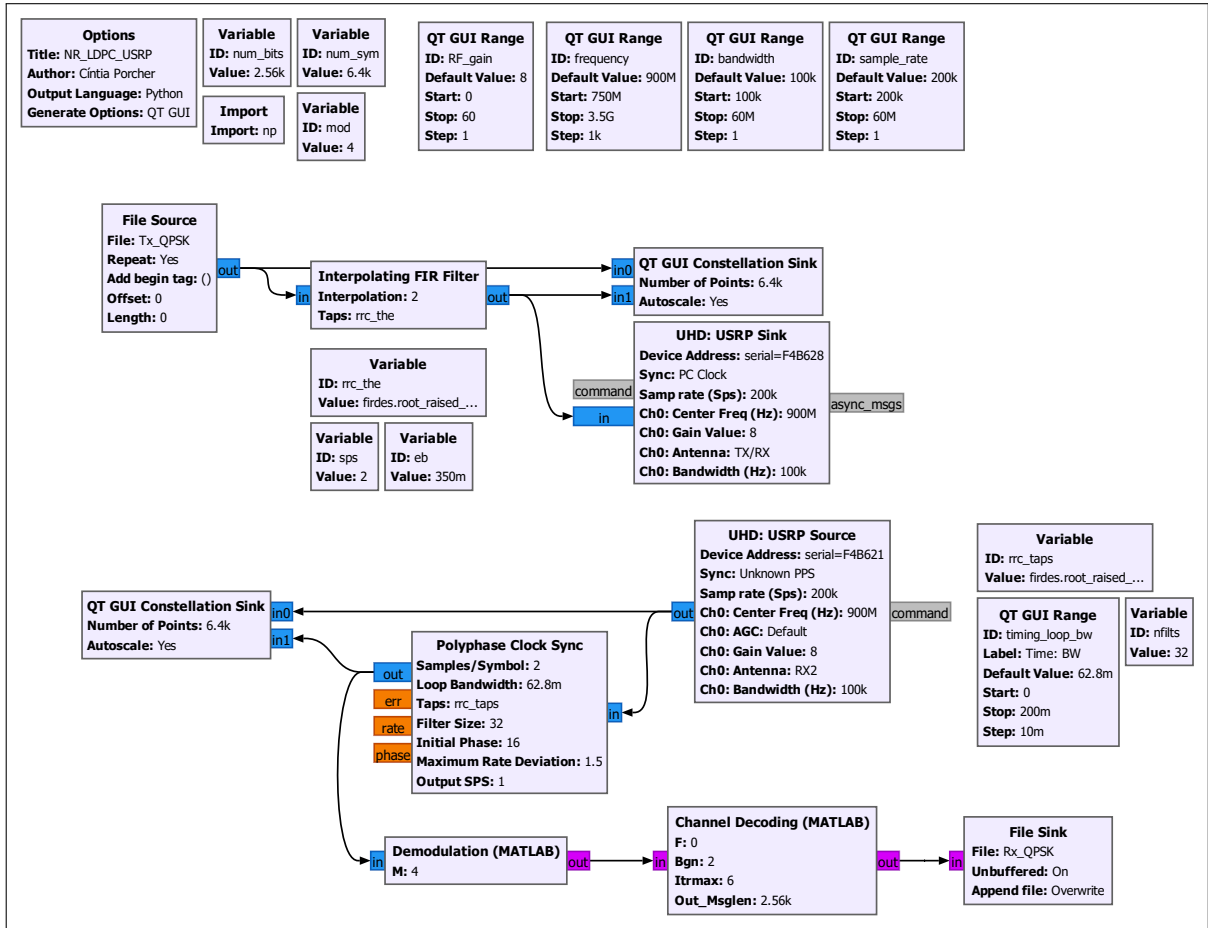 Options
Title: NR_LDPC_USRP
Author: Cíntia Porcher
Output Language: Python
Generate Options: QT GUI
Variable
ID: num_bits
Value: 2.56k
Variable
ID: num_sym
Value: 6.4k
Import
Import: np
Variable
ID: mod
Value: 4
QT GUI Range
ID: RF_gain
Default Value: 8
Start: 0
Stop: 60
Step: 1
QT GUI Range
ID: frequency
Default Value: 900M
Start: 750M
Stop: 3.5G
Step: 1k
QT GUI Range
ID: bandwidth
Default Value: 100k
Start: 100k
Stop: 60M
Step: 1
QT GUI Range
ID: sample_rate
Default Value: 200k
Start: 200k
Stop: 60M
Step: 1
File Source
File: Tx_QPSK
Repeat: Yes
Add begin tag: ()
Offset: 0
Length: 0
out
in
Interpolating FIR Filter
Interpolation: 2
Taps: rrc_the
out
in0
in1
QT GUI Constellation Sink
Number of Points: 6.4k
Autoscale: Yes
Variable
ID: rrc_the
Value: firdes.root_raised_...
Variable
ID: sps
Value: 2
Variable
ID: eb
Value: 350m
command
in
UHD: USRP Sink
Device Address: serial=F4B628
Sync: PC Clock
Samp rate (Sps): 200k
Ch0: Center Freq (Hz): 900M
Ch0: Gain Value: 8
Ch0: Antenna: TX/RX
Ch0: Bandwidth (Hz): 100k
async_msgs
QT GUI Constellation Sink
Number of Points: 6.4k
Autoscale: Yes
in0
in1
out
UHD: USRP Source
Device Address: serial=F4B621
Sync: Unknown PPS
Samp rate (Sps): 200k
Ch0: Center Freq (Hz): 900M
Ch0: AGC: Default
Ch0: Gain Value: 8
Ch0: Antenna: RX2
Ch0: Bandwidth (Hz): 100k
command
Variable
ID: rrc_taps
Value: firdes.root_raised_...
QT GUI Range
ID: timing_loop_bw
Label: Time: BW
Default Value: 62.8m
Start: 0
Stop: 200m
Step: 10m
Variable
ID: nfilts
Value: 32
out
err
rate
phase
Polyphase Clock Sync
Samples/Symbol: 2
Loop Bandwidth: 62.8m
Taps: rrc_taps
Filter Size: 32
Initial Phase: 16
Maximum Rate Deviation: 1.5
Output SPS: 1
in
in
Demodulation (MATLAB)
M: 4
out
in
Channel Decoding (MATLAB)
F: 0
Bgn: 2
Itrmax: 6
Out_Msglen: 2.56k
out
in
File Sink
File: Rx_QPSK
Unbuffered: On
Append file: Overwrite